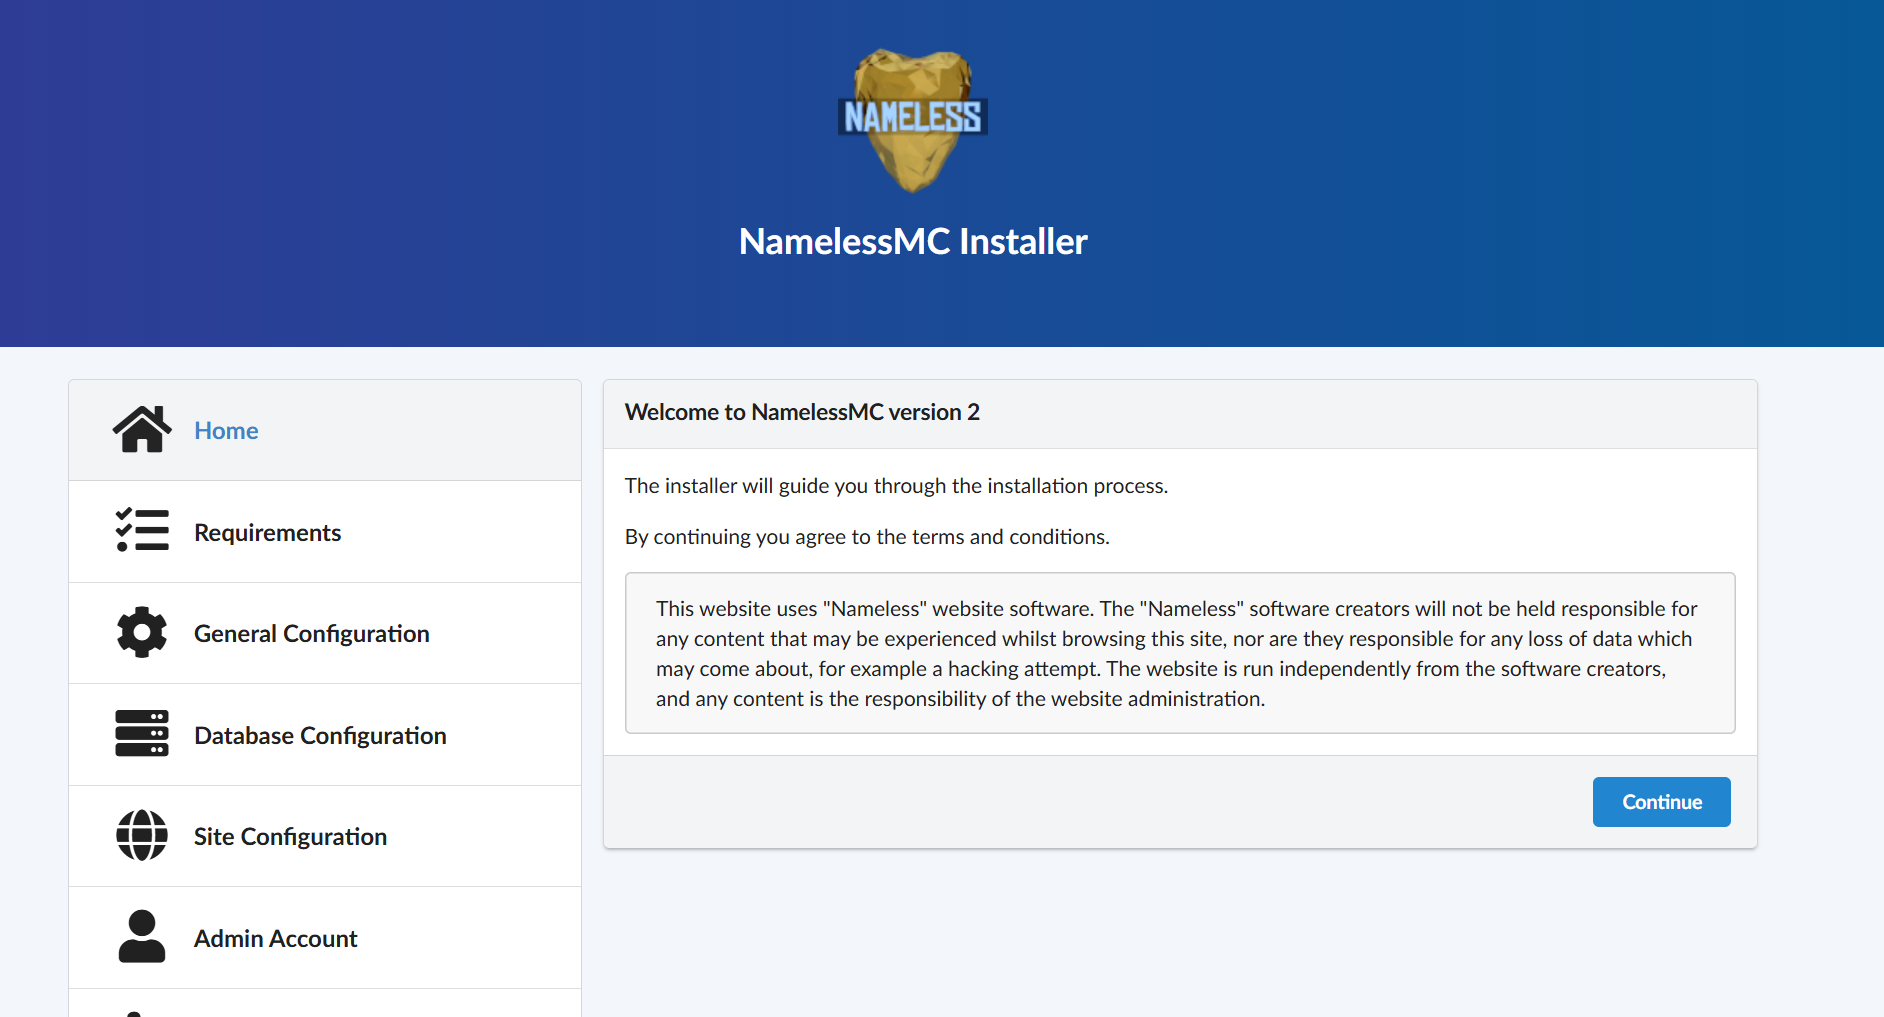 NAMELESS
NamelessMC Installer
Home
Requirements
General Configuration
Database Configuration
Site Configuration
Admin Account
Welcome to NamelessMC version 2
The installer will guide you through the installation process.
By continuing you agree to the terms and conditions.
This website uses "Nameless" website software. The "Nameless" software creators will not be held responsible for
any content that may be experienced whilst browsing this site, nor are they responsible for any loss of data which
may come about, for example a hacking attempt. The website is run independently from the software creators,
and any content is the responsibility of the website administration.
Continue